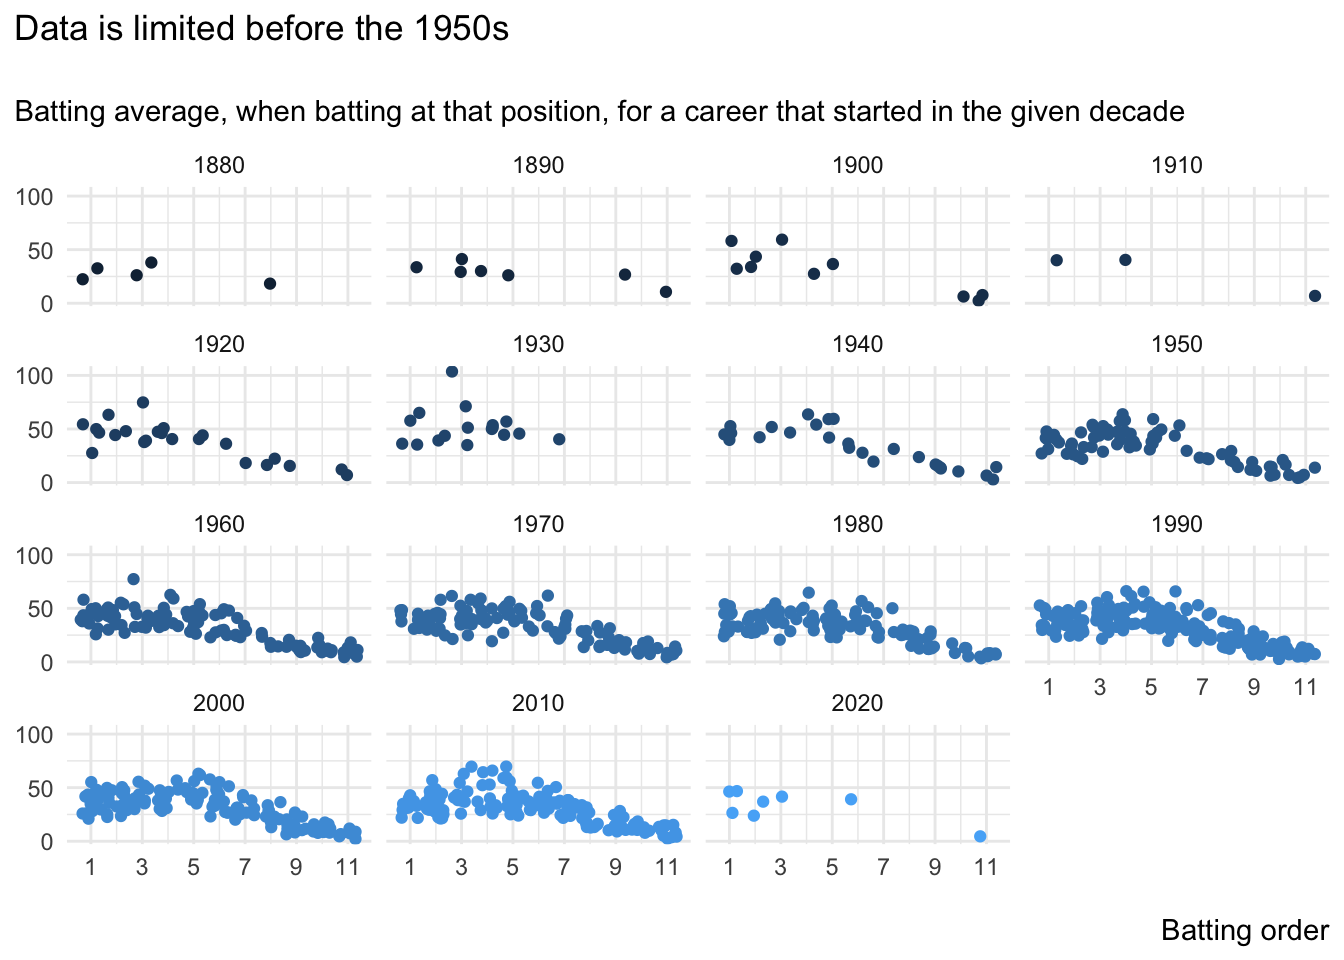 Data is limited before the 1950s
Batting average, when batting at that position, for a career that started in the given decade
1880 1890 1900 1910
100
50
0
1920 1930 1940 1950
100
50
0
1960 1970 1980 1990
100
50
0
1 3 5 7 9 11
2000 2010 2020
100
50
0
1 3 5 7 9 11 1 3 5 7 9 11 1 3 5 7 9 11
Batting order